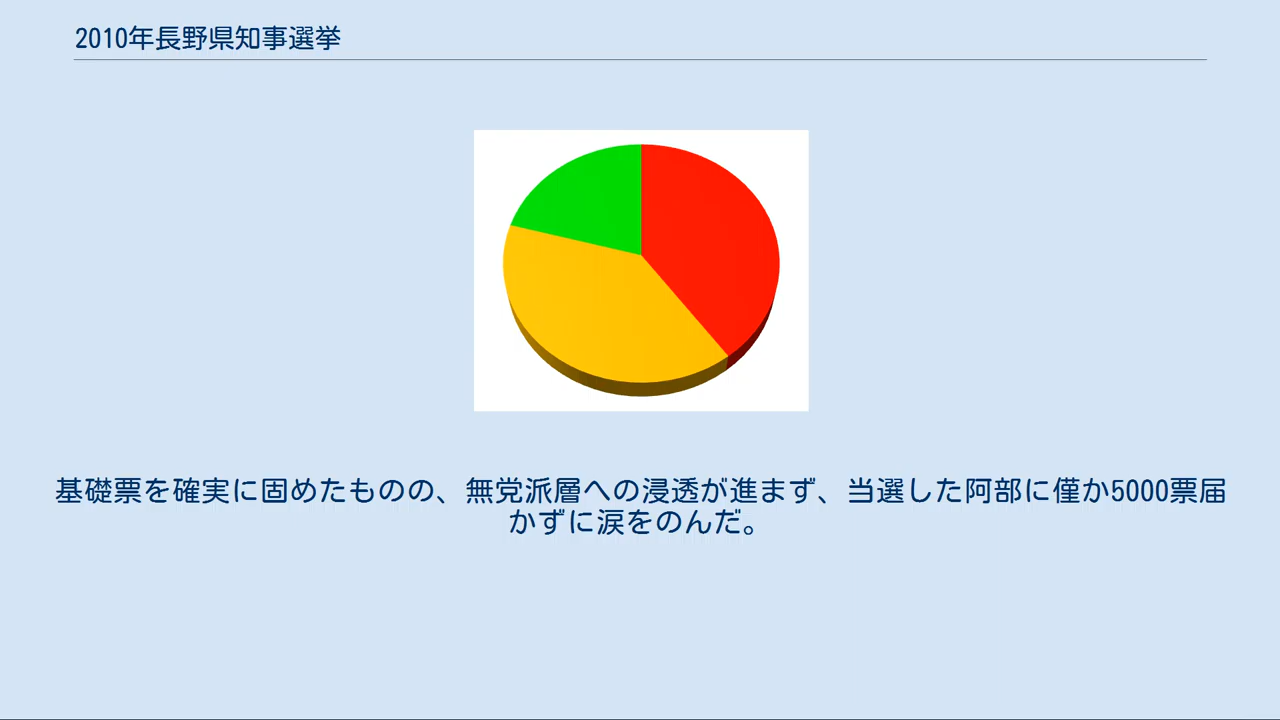 2010年長野県知事選挙
基礎票を確実に固めたものの、無党派層への浸透が進まず、当選した阿部に僅か5000票届
かずに涙をのんだ。